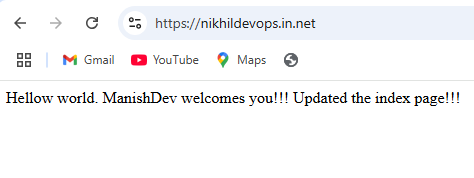 https://nikhildevops.in.net
Gmail YouTube Maps
Hellow world. ManishDev welcomes you!!! Updated the index page!!!